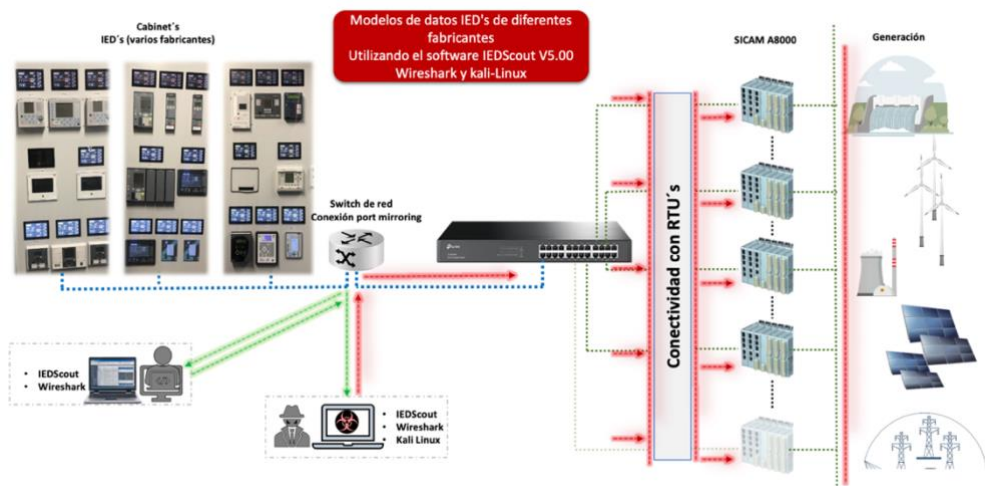 Cabinet´s
IED´s (varios fabricantes)
Modelos de datos IED's de diferentes
fabricantes
Utilizando el software IEDScout V5.00
Wireshark y kali-Linux
SICAM A8000
Generación
Switch de red
Conexión port mirroring
Conectividad con RTU´s
• IEDScout
• Wireshark
• IEDScout
• Wireshark
• Kali Linux